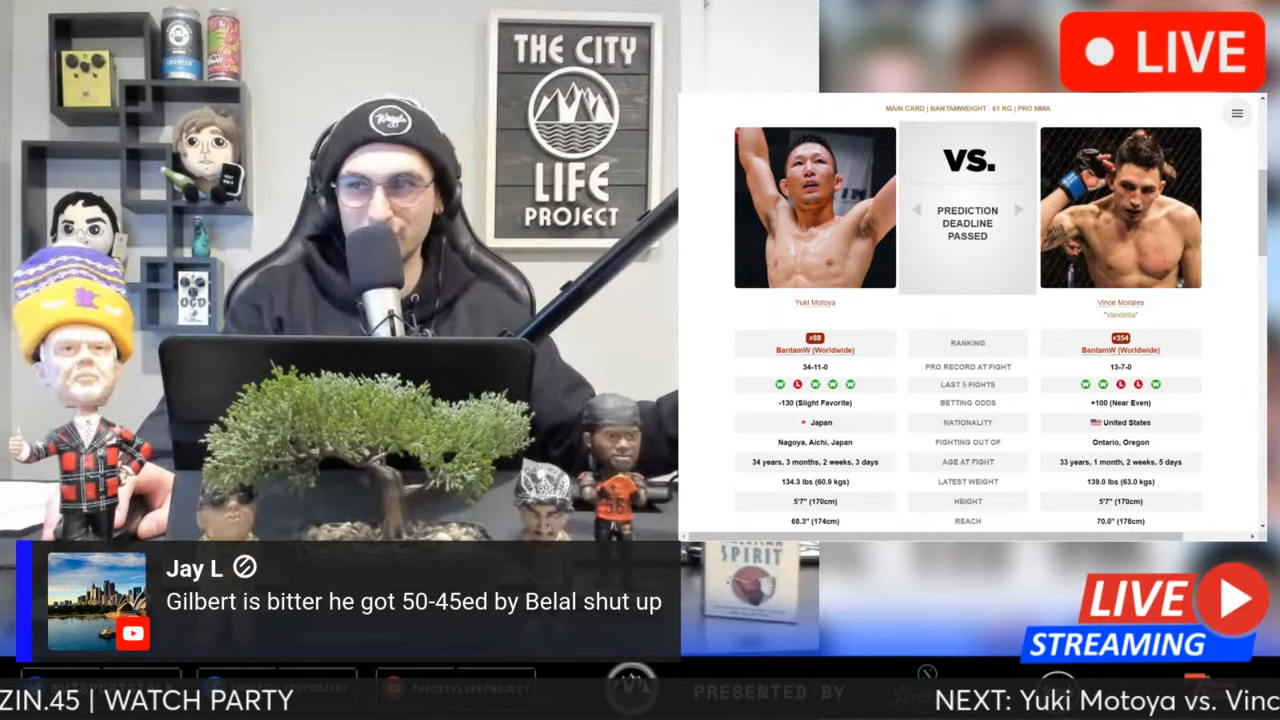 THE CITY
LIFE
PROJECT
OCD
LIVE
MAIN CARD | BANTAMWEIGHT · 61 KG | PRO MMA
VS.
PREDICTION
DEADLINE
PASSED
Yuki Motoya
Vince Morales
"Vandetta"
#88
BantamW (Worldwide)
RANKING
#354
BantamW (Worldwide)
34-11-0
PRO RECORD AT FIGHT
13-7-0
W L W W W
LAST 5 FIGHTS
W W L L W
-130 (Slight Favorite)
BETTING ODDS
+100 (Near Even)
Japan
NATIONALITY
United States
Nagoya, Aichi, Japan
FIGHTING OUT OF
Ontario, Oregon
34 years, 3 months, 2 weeks, 3 days
AGE AT FIGHT
33 years, 1 month, 2 weeks, 5 days
134.3 lbs (60.9 kgs)
LATEST WEIGHT
139.0 lbs (63.0 kgs)
5'7" (170cm)
HEIGHT
5'7" (170cm)
68.3" (174cm)
REACH
70.0" (178cm)
SPIRIT
Jay L
Gilbert is bitter he got 50-45ed by Belal shut up
LIVE
STREAMING
THECITYLIFEPROJECT
PRESENTED BY
ZIN.45 | WATCH PARTY
NEXT: Yuki Motoya vs. Vinc